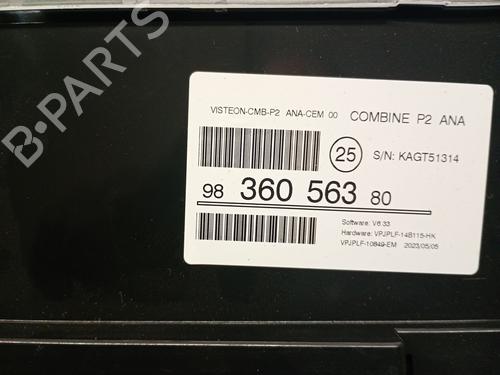 B-PARTS
VISTEON-CMB-P2 ANA-CEM 00 COMBINE P2 ANA
25 S/N: KAGT51314
98 360 563 80
Software: V6.33
Hardware: VPJPLF-14B115-HK
VPJPLF-10849-EM 2023/05/05